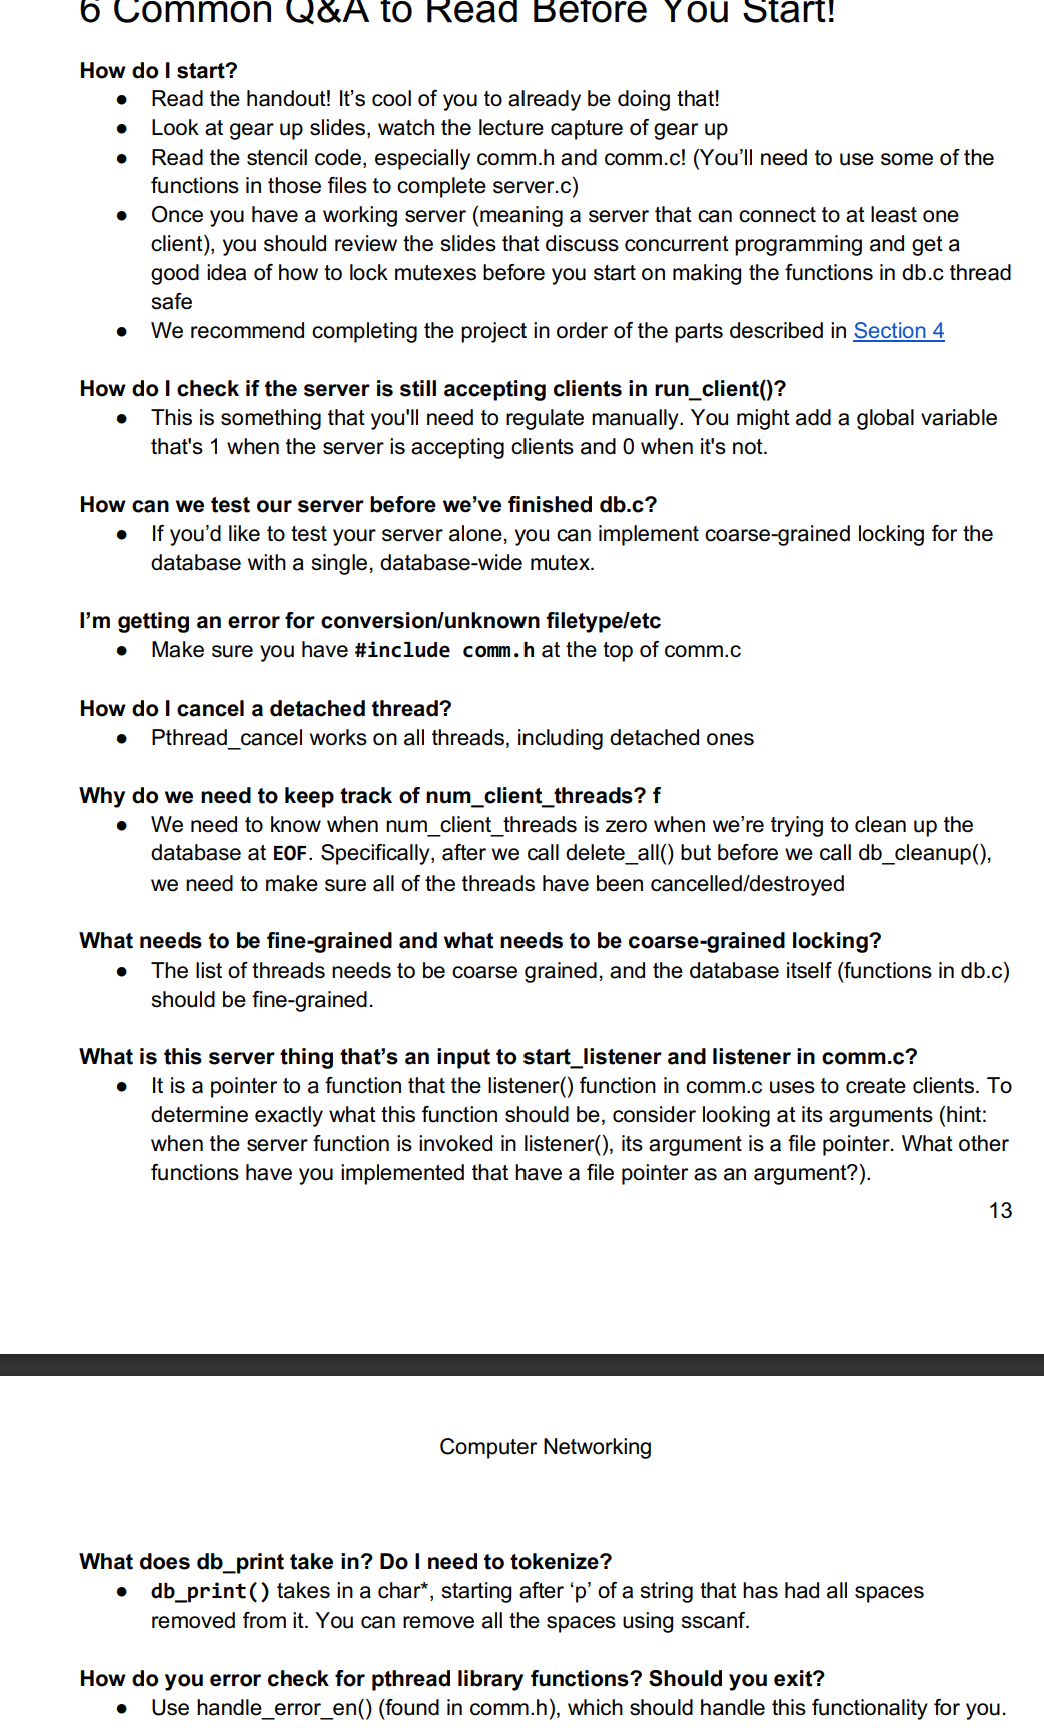 6 Common Q&A to Read Before You Start!
How do I start?
● Read the handout! It’s cool of you to already be doing that!
● Look at gear up slides, watch the lecture capture of gear up
● Read the stencil code, especially comm.h and comm.c! (You’ll need to use some of the
functions in those files to complete server.c)
● Once you have a working server (meaning a server that can connect to at least one
client), you should review the slides that discuss concurrent programming and get a
good idea of how to lock mutexes before you start on making the functions in db.c thread
safe
● We recommend completing the project in order of the parts described in Section 4
How do I check if the server is still accepting clients in run_client()?
● This is something that you'll need to regulate manually. You might add a global variable
that's 1 when the server is accepting clients and 0 when it's not.
How can we test our server before we’ve finished db.c?
● If you’d like to test your server alone, you can implement coarse-grained locking for the
database with a single, database-wide mutex.
I’m getting an error for conversion/unknown filetype/etc
● Make sure you have #include comm.h at the top of comm.c
How do I cancel a detached thread?
● Pthread_cancel works on all threads, including detached ones
Why do we need to keep track of num_client_threads? f
● We need to know when num_client_threads is zero when we’re trying to clean up the
database at EOF. Specifically, after we call delete_all() but before we call db_cleanup(),
we need to make sure all of the threads have been cancelled/destroyed
What needs to be fine-grained and what needs to be coarse-grained locking?
● The list of threads needs to be coarse grained, and the database itself (functions in db.c)
should be fine-grained.
What is this server thing that’s an input to start_listener and listener in comm.c?
● It is a pointer to a function that the listener() function in comm.c uses to create clients. To
determine exactly what this function should be, consider looking at its arguments (hint:
when the server function is invoked in listener(), its argument is a file pointer. What other
functions have you implemented that have a file pointer as an argument?).
13
Computer Networking
What does db_print take in? Do I need to tokenize?
● db_print() takes in a char*, starting after ‘p’ of a string that has had all spaces
removed from it. You can remove all the spaces using sscanf.
How do you error check for pthread library functions? Should you exit?
● Use handle_error_en() (found in comm.h), which should handle this functionality for you.